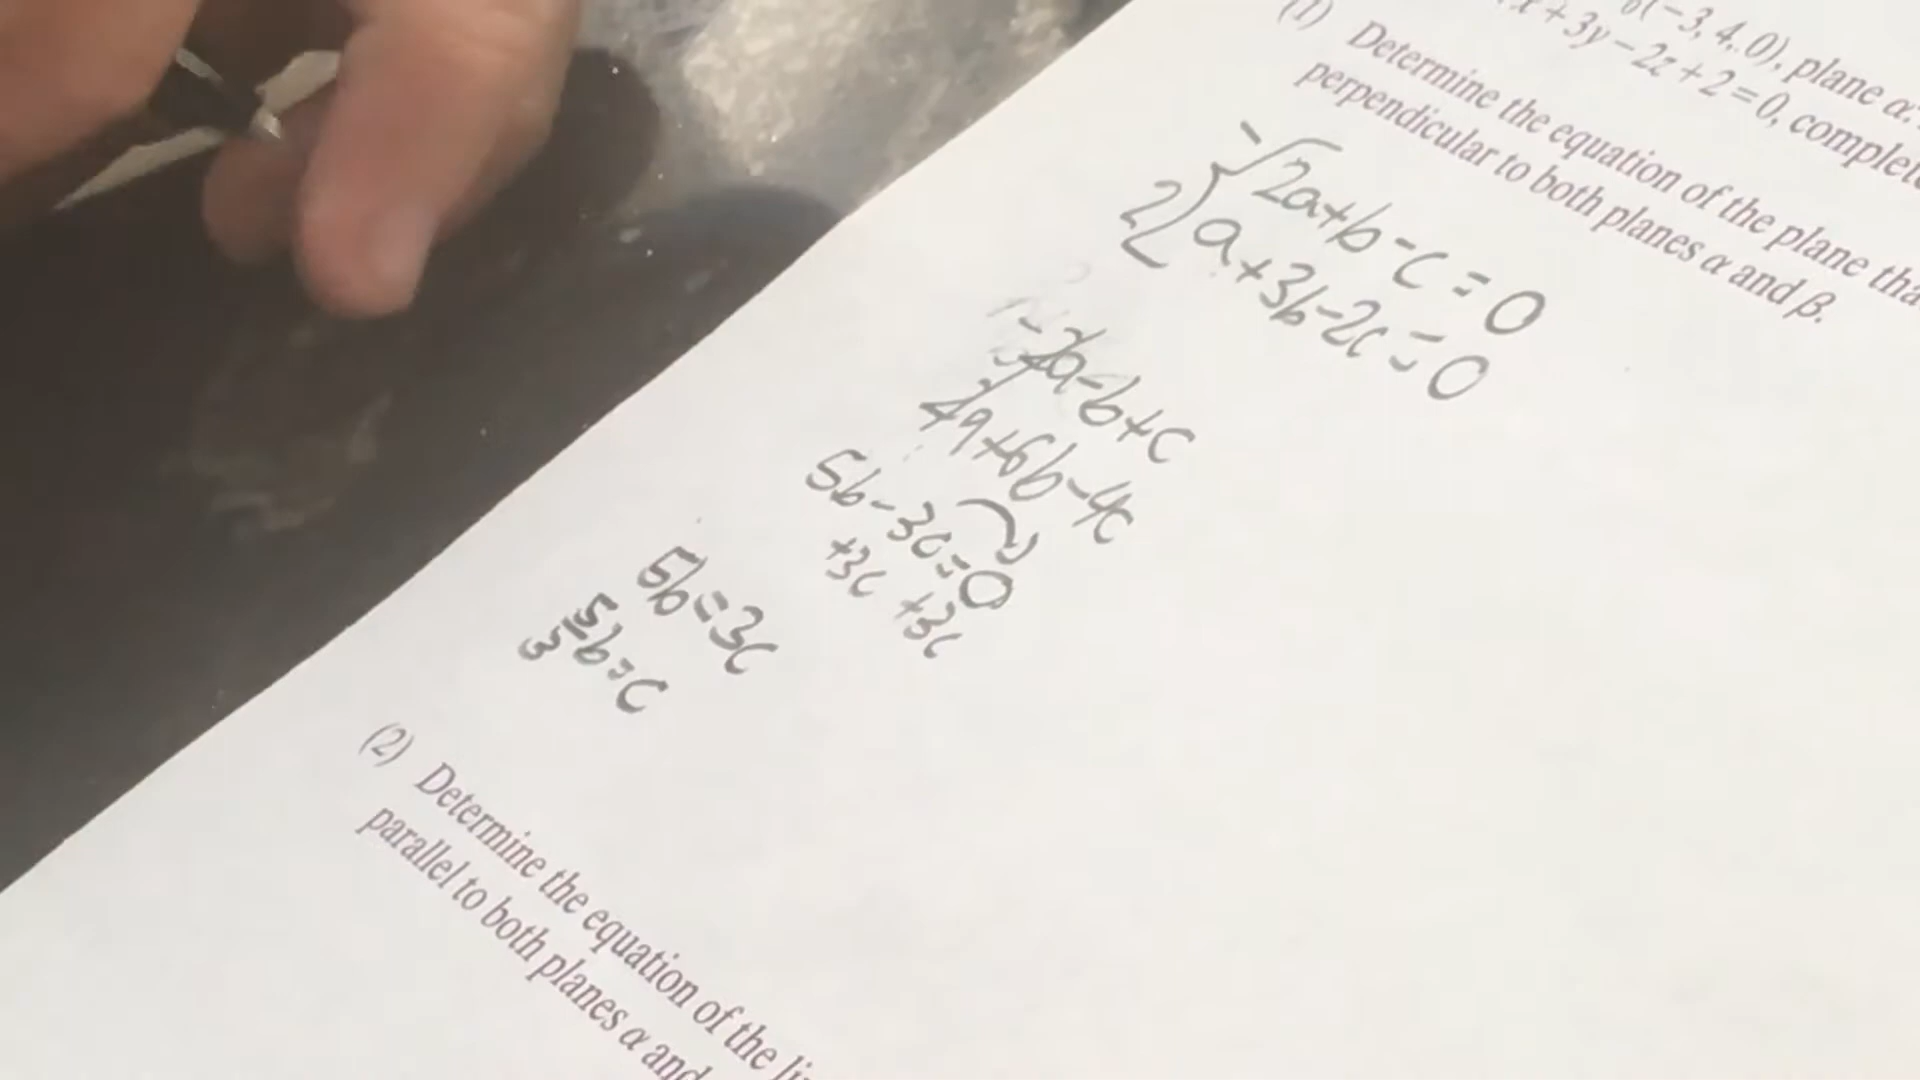 (-3, 4, 0), plane α:
x + 3y − 2z + 2 = 0, complete
(1) Determine the equation of the plane tha
perpendicular to both planes α and β.
2a+b-c=0
2) a+3b-2c=0
-2a-b+c
+6b-4c
5b-3c=0
+3c +3c
5b=3c
5/3 b=c
(2) Determine the equation of the li
parallel to both planes α and